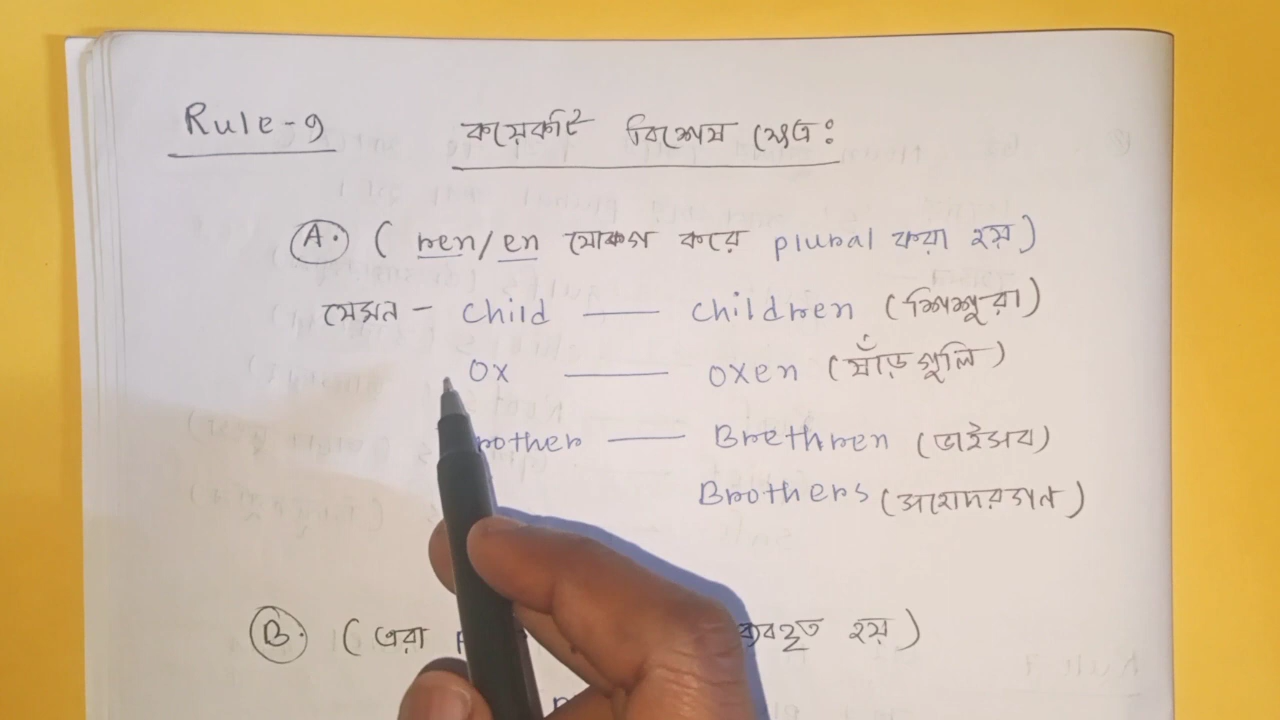 Rule-9 কয়েকটি বিশেষ ক্ষেত্র:
A. (ren/en যোগ করে plural করা হয়)
যেমন - Child — Children (শিশুরা)
Ox — Oxen (ষাঁড়গুলি)
rother — Brethren (ভাইসব)
Brothers (সহোদরগণ)
B. (এরা ব্যবহৃত হয়)